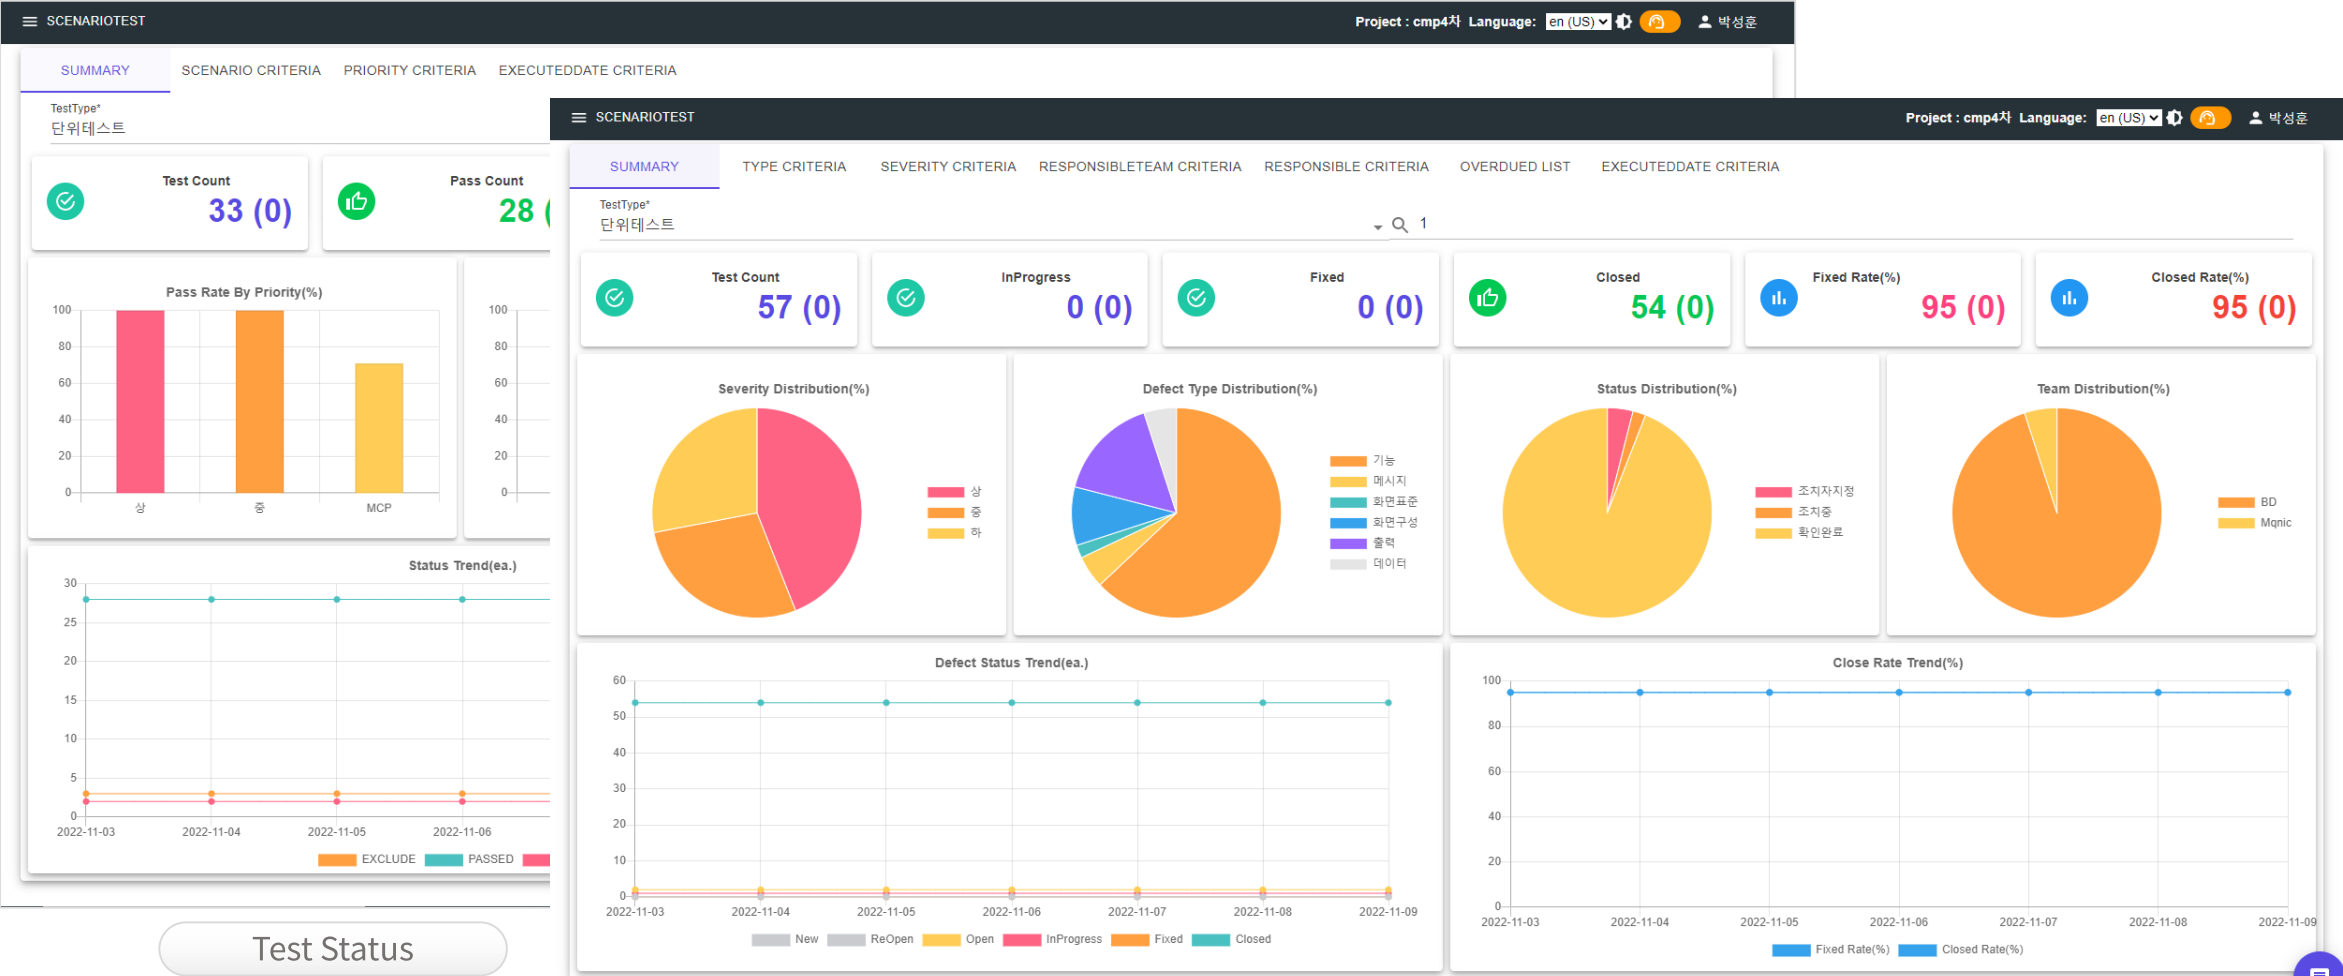 SCENARIOTEST
Project : cmp4차 Language: en (US) 박성훈
SUMMARY SCENARIO CRITERIA PRIORITY CRITERIA EXECUTEDDATE CRITERIA
TestType*
단위테스트
Test Count
33 (0)
Pass Count
28 (
Pass Rate By Priority(%)
100
80
60
40
20
0
상 중 MCP
100
80
60
40
20
0
Status Trend(ea.)
30
25
20
15
10
5
0
2022-11-03 2022-11-04 2022-11-05 2022-11-06
EXCLUDE PASSED
Test Status
SCENARIOTEST
Project : cmp4차 Language: en (US) 박성훈
SUMMARY TYPE CRITERIA SEVERITY CRITERIA RESPONSIBLETEAM CRITERIA RESPONSIBLE CRITERIA OVERDUED LIST EXECUTEDDATE CRITERIA
TestType*
단위테스트
1
Test Count
57 (0)
InProgress
0 (0)
Fixed
0 (0)
Closed
54 (0)
Fixed Rate(%)
95 (0)
Closed Rate(%)
95 (0)
Severity Distribution(%)
상
중
하
Defect Type Distribution(%)
기능
메시지
화면표준
화면구성
출력
데이터
Status Distribution(%)
조치자지정
조치중
확인완료
Team Distribution(%)
BD
Mqnic
Defect Status Trend(ea.)
60
50
40
30
20
10
0
2022-11-03 2022-11-04 2022-11-05 2022-11-06 2022-11-07 2022-11-08 2022-11-09
New ReOpen Open InProgress Fixed Closed
Close Rate Trend(%)
100
80
60
40
20
0
2022-11-03 2022-11-04 2022-11-05 2022-11-06 2022-11-07 2022-11-08 2022-11-09
Fixed Rate(%) Closed Rate(%)